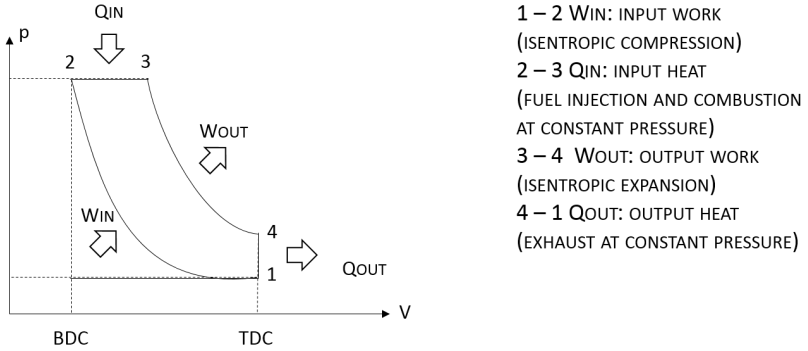 QIN
p
2 3
WOUT
WIN
4
1
QOUT
V
BDC TDC
1 – 2 WIN: INPUT WORK
(ISENTROPIC COMPRESSION)
2 – 3 QIN: INPUT HEAT
(FUEL INJECTION AND COMBUSTION
AT CONSTANT PRESSURE)
3 – 4 WOUT: OUTPUT WORK
(ISENTROPIC EXPANSION)
4 – 1 QOUT: OUTPUT HEAT
(EXHAUST AT CONSTANT PRESSURE)